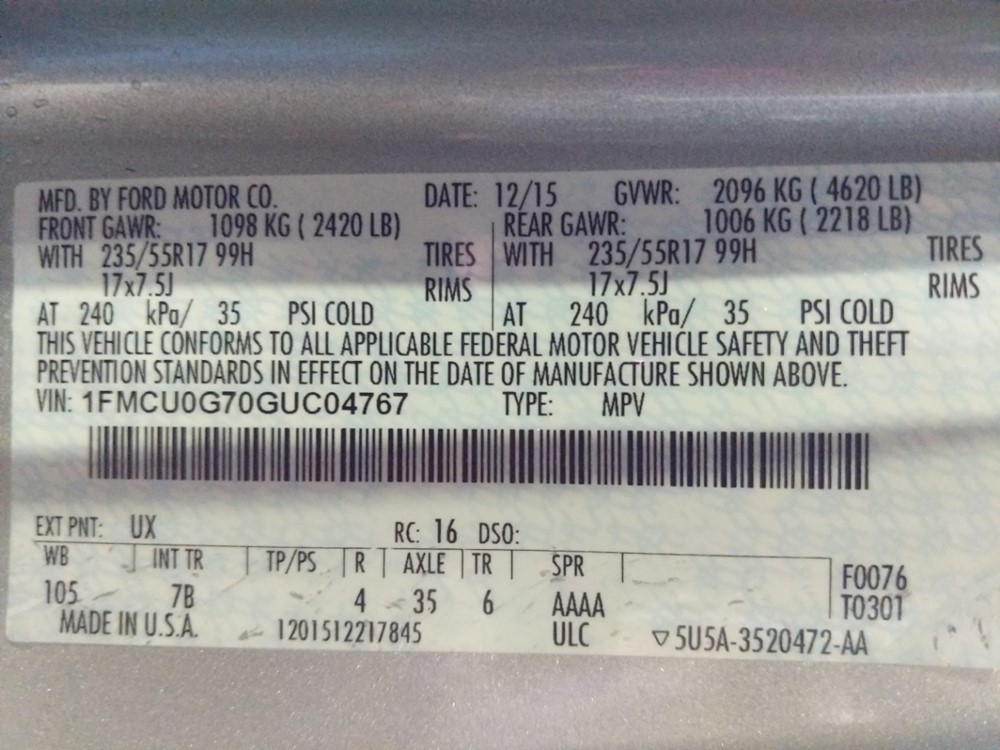 MFD. BY FORD MOTOR CO. DATE: 12/15 GVWR: 2096 KG ( 4620 LB)
FRONT GAWR: 1098 KG ( 2420 LB) REAR GAWR: 1006 KG ( 2218 LB)
WITH 235/55R17 99H TIRES WITH 235/55R17 99H TIRES
17x7.5J RIMS 17x7.5J RIMS
AT 240 kPa/ 35 PSI COLD AT 240 kPa/ 35 PSI COLD
THIS VEHICLE CONFORMS TO ALL APPLICABLE FEDERAL MOTOR VEHICLE SAFETY AND THEFT
PREVENTION STANDARDS IN EFFECT ON THE DATE OF MANUFACTURE SHOWN ABOVE.
VIN: 1FMCU0G70GUC04767 TYPE: MPV
EXT PNT: UX RC: 16 DSO:
WB INT TR TP/PS R AXLE TR SPR F0076
105 7B 4 35 6 AAAA T0301
MADE IN U.S.A. 1201512217845 ULC ▽5U5A-3520472-AA